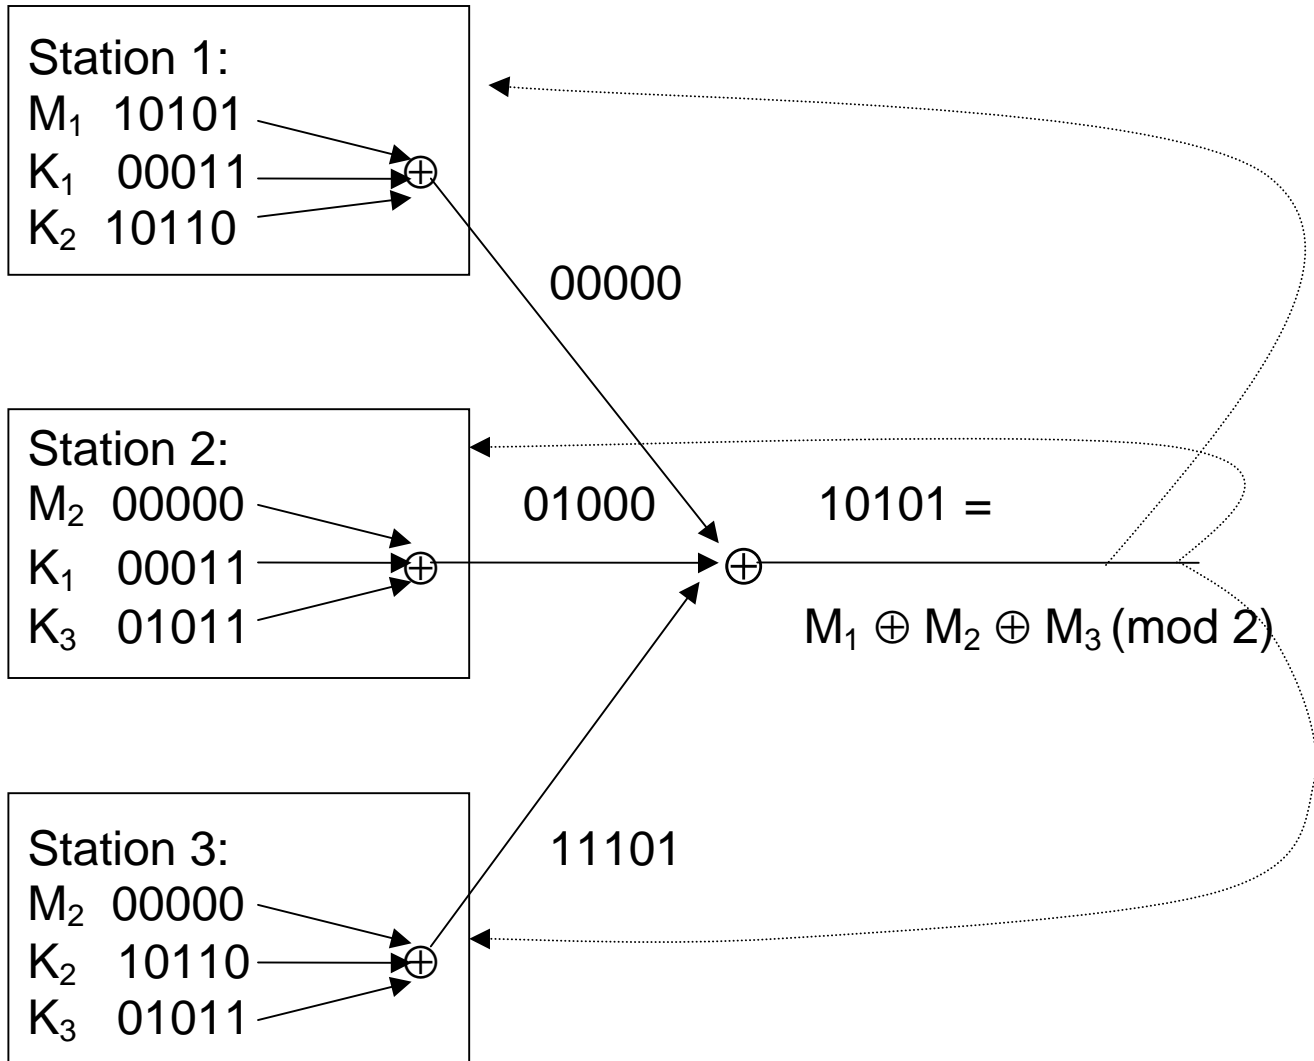 Station 1:
M₁ 10101
K₁ 00011
K₂ 10110
00000
Station 2:
M₂ 00000
K₁ 00011
K₃ 01011
01000
10101 =
M₁ ⊕ M₂ ⊕ M₃ (mod 2)
Station 3:
M₂ 00000
K₂ 10110
K₃ 01011
11101